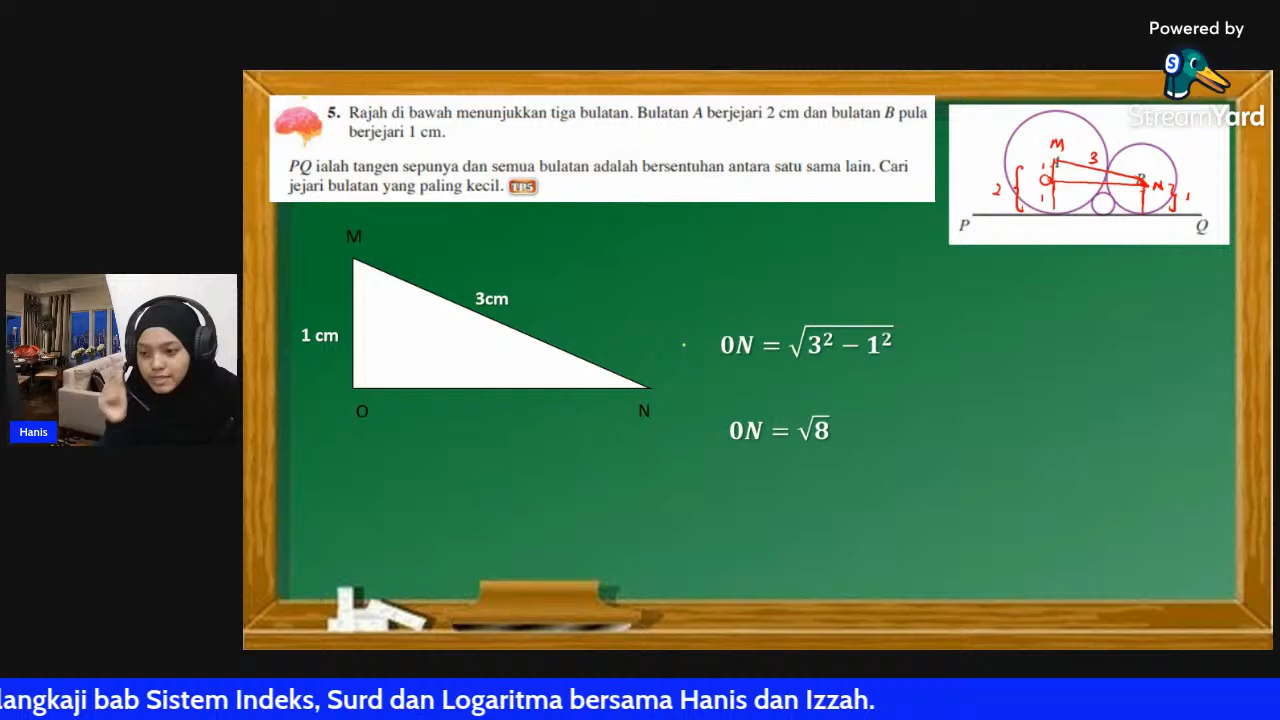 Powered by
S
StreamYard
5. Rajah di bawah menunjukkan tiga bulatan. Bulatan A berjejari 2 cm dan bulatan B pula
berjejari 1 cm.
PQ ialah tangen sepunya dan semua bulatan adalah bersentuhan antara satu sama lain. Cari
jejari bulatan yang paling kecil. TP5
M
3
2
1
O
1
B
N
1
P
Q
M
3cm
1 cm
O
N
0N = √3² − 1²
0N = √8
Hanis
langkaji bab Sistem Indeks, Surd dan Logaritma bersama Hanis dan Izzah.